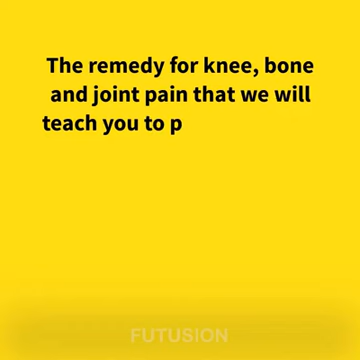 The remedy for knee, bone
and joint pain that we will
teach you to p
FUTUSION